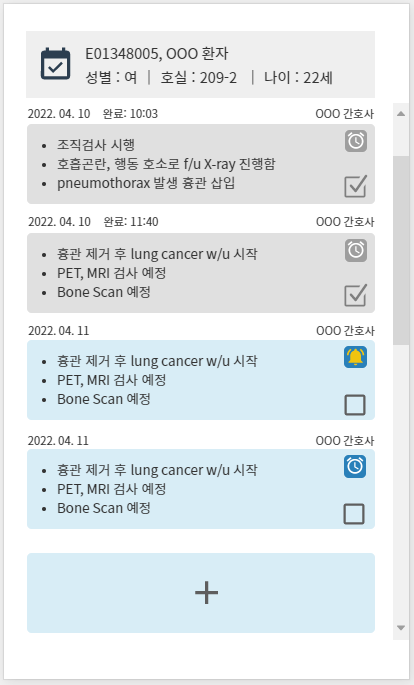 E01348005, OOO 환자
성별 : 여 | 호실 : 209-2 | 나이 : 22세
2022. 04. 10 완료: 10:03 OOO 간호사
• 조직검사 시행
• 호흡곤란, 행동 호소로 f/u X-ray 진행함
• pneumothorax 발생 흉관 삽입
2022. 04. 10 완료: 11:40 OOO 간호사
• 흉관 제거 후 lung cancer w/u 시작
• PET, MRI 검사 예정
• Bone Scan 예정
2022. 04. 11 OOO 간호사
• 흉관 제거 후 lung cancer w/u 시작
• PET, MRI 검사 예정
• Bone Scan 예정
2022. 04. 11 OOO 간호사
• 흉관 제거 후 lung cancer w/u 시작
• PET, MRI 검사 예정
• Bone Scan 예정